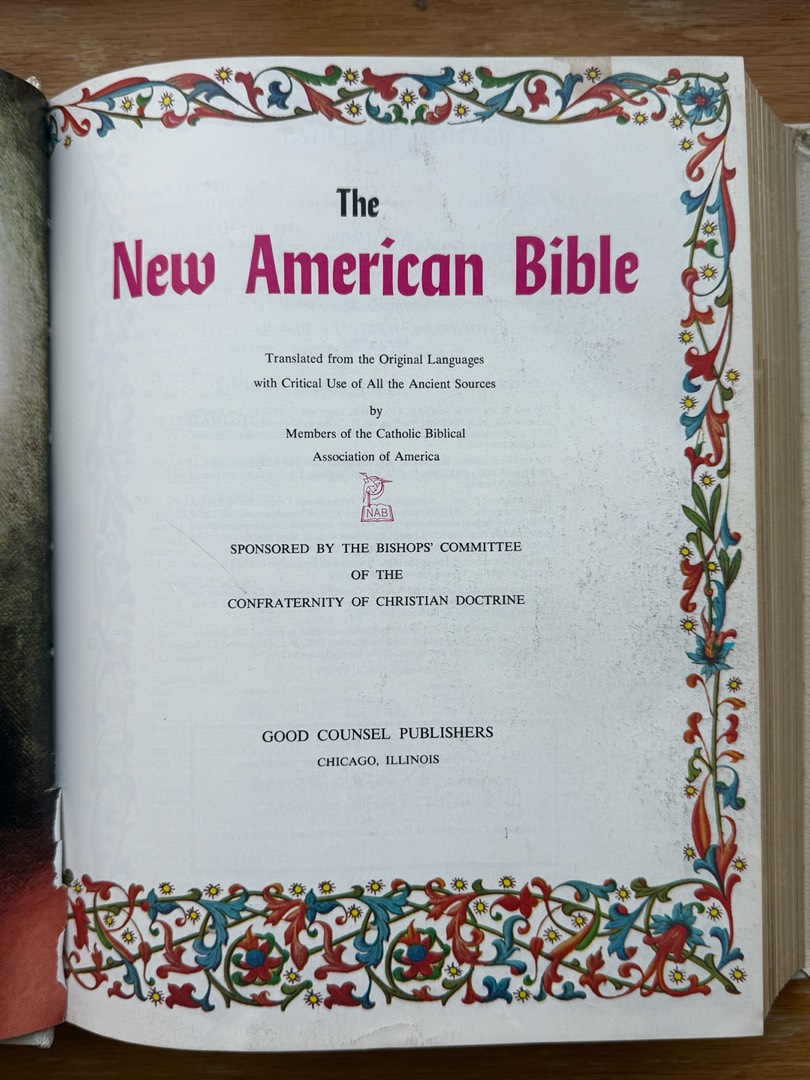 The
New American Bible
Translated from the Original Languages
with Critical Use of All the Ancient Sources
by
Members of the Catholic Biblical
Association of America
NAB
SPONSORED BY THE BISHOPS' COMMITTEE
OF THE
CONFRATERNITY OF CHRISTIAN DOCTRINE
GOOD COUNSEL PUBLISHERS
CHICAGO, ILLINOIS